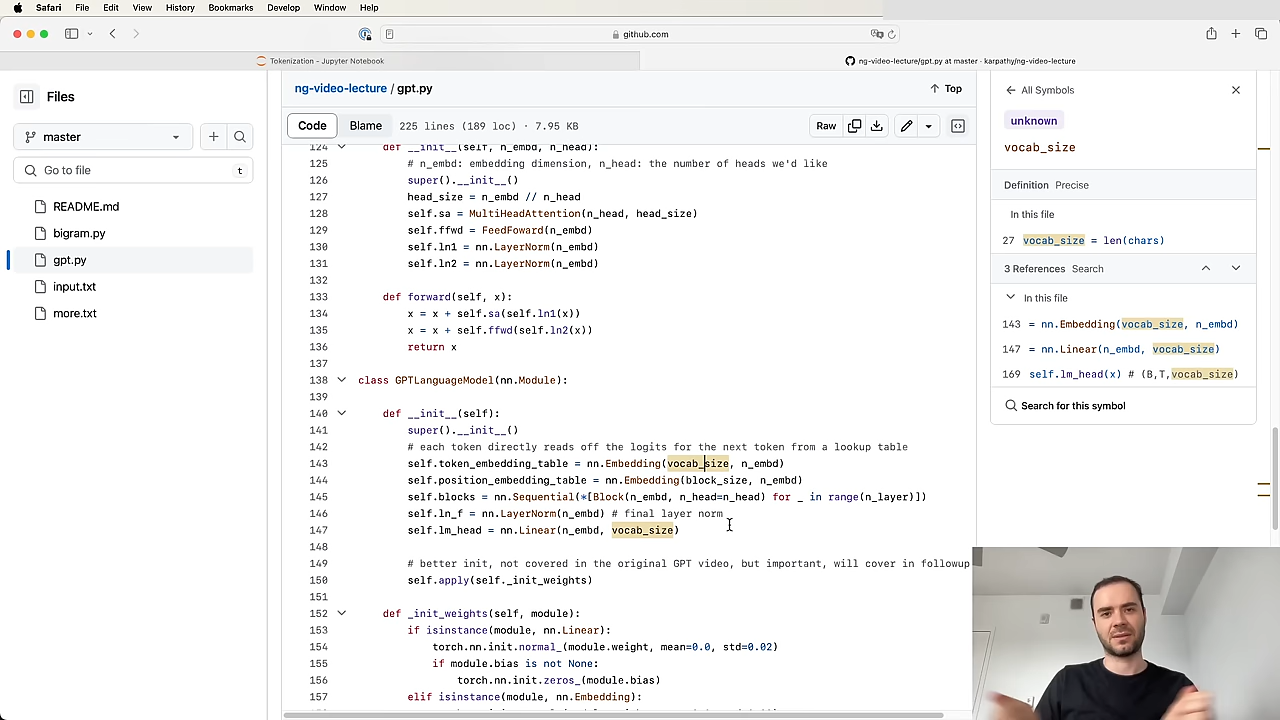 Safari File Edit View History Bookmarks Develop Window Help
github.com
Tokenization - Jupyter Notebook
ng-video-lecture/gpt.py at master · karpathy/ng-video-lecture
Files
master
Go to file t
README.md
bigram.py
gpt.py
input.txt
more.txt
ng-video-lecture / gpt.py
Top
Code Blame 225 lines (189 loc) · 7.95 KB
Raw
124 def __init__(self, n_embd, n_head):
125 # n_embd: embedding dimension, n_head: the number of heads we'd like
126 super().__init__()
127 head_size = n_embd // n_head
128 self.sa = MultiHeadAttention(n_head, head_size)
129 self.ffwd = FeedFoward(n_embd)
130 self.ln1 = nn.LayerNorm(n_embd)
131 self.ln2 = nn.LayerNorm(n_embd)
132
133 def forward(self, x):
134 x = x + self.sa(self.ln1(x))
135 x = x + self.ffwd(self.ln2(x))
136 return x
137
138 class GPTLanguageModel(nn.Module):
139
140 def __init__(self):
141 super().__init__()
142 # each token directly reads off the logits for the next token from a lookup table
143 self.token_embedding_table = nn.Embedding(vocab_size, n_embd)
144 self.position_embedding_table = nn.Embedding(block_size, n_embd)
145 self.blocks = nn.Sequential(*[Block(n_embd, n_head=n_head) for _ in range(n_layer)])
146 self.ln_f = nn.LayerNorm(n_embd) # final layer norm
147 self.lm_head = nn.Linear(n_embd, vocab_size)
148
149 # better init, not covered in the original GPT video, but important, will cover in followup
150 self.apply(self._init_weights)
151
152 def _init_weights(self, module):
153 if isinstance(module, nn.Linear):
154 torch.nn.init.normal_(module.weight, mean=0.0, std=0.02)
155 if module.bias is not None:
156 torch.nn.init.zeros_(module.bias)
157 elif isinstance(module, nn.Embedding):
All Symbols
unknown
vocab_size
Definition Precise
In this file
27 vocab_size = len(chars)
3 References Search
In this file
143 = nn.Embedding(vocab_size, n_embd)
147 = nn.Linear(n_embd, vocab_size)
169 self.lm_head(x) # (B,T,vocab_size)
Search for this symbol